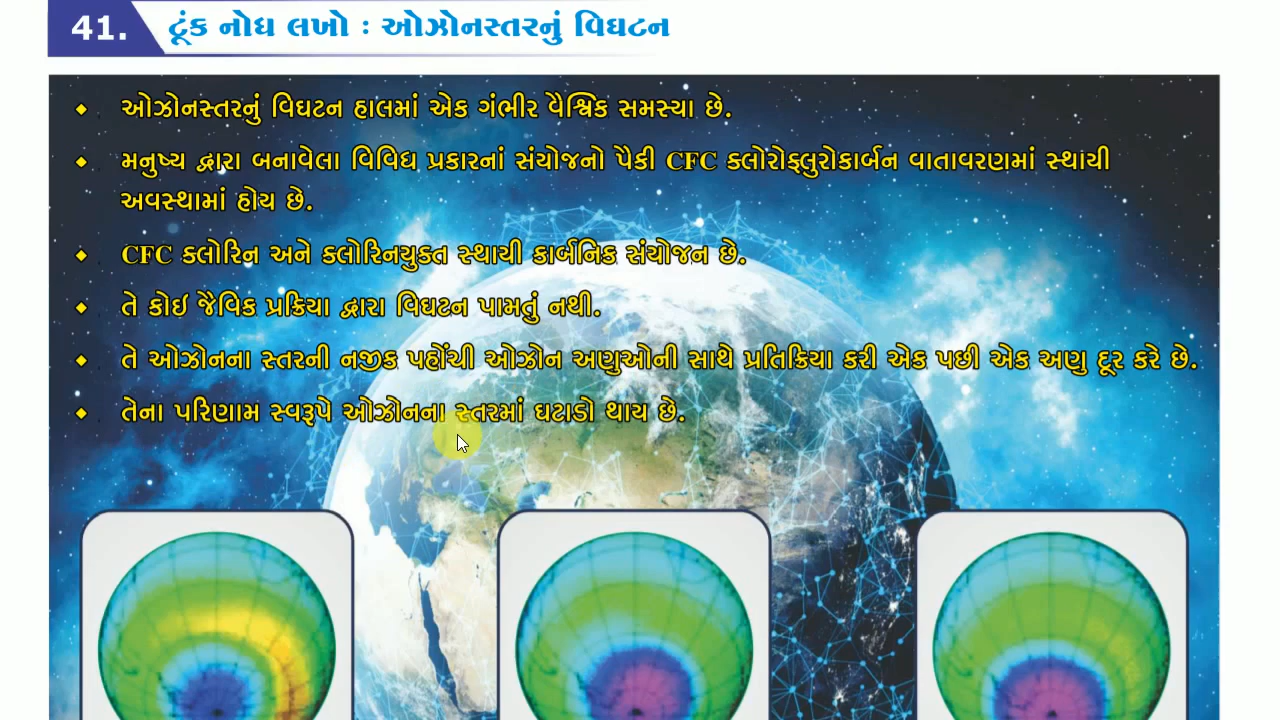 41. ટૂંક નોધ લખો : ઓઝોનસ્તરનું વિઘટન
ઓઝોનસ્તરનું વિઘટન હાલમાં એક ગંભીર વૈશ્વિક સમસ્યા છે.
મનુષ્ય દ્વારા બનાવેલા વિવિધ પ્રકારનાં સંયોજનો પૈકી CFC ક્લોરોફ્લુરોકાર્બન વાતાવરણમાં સ્થાયી
અવસ્થામાં હોય છે.
CFC ક્લોરિન અને ક્લોરિનયુક્ત સ્થાયી કાર્બનિક સંયોજન છે.
તે કોઇ જૈવિક પ્રક્રિયા દ્વારા વિઘટન પામતું નથી.
તે ઓઝોનના સ્તરની નજીક પહોંચી ઓઝોન અણુઓની સાથે પ્રતિક્રિયા કરી એક પછી એક અણુ દૂર કરે છે.
તેના પરિણામ સ્વરૂપે ઓઝોનના સ્તરમાં ઘટાડો થાય છે.